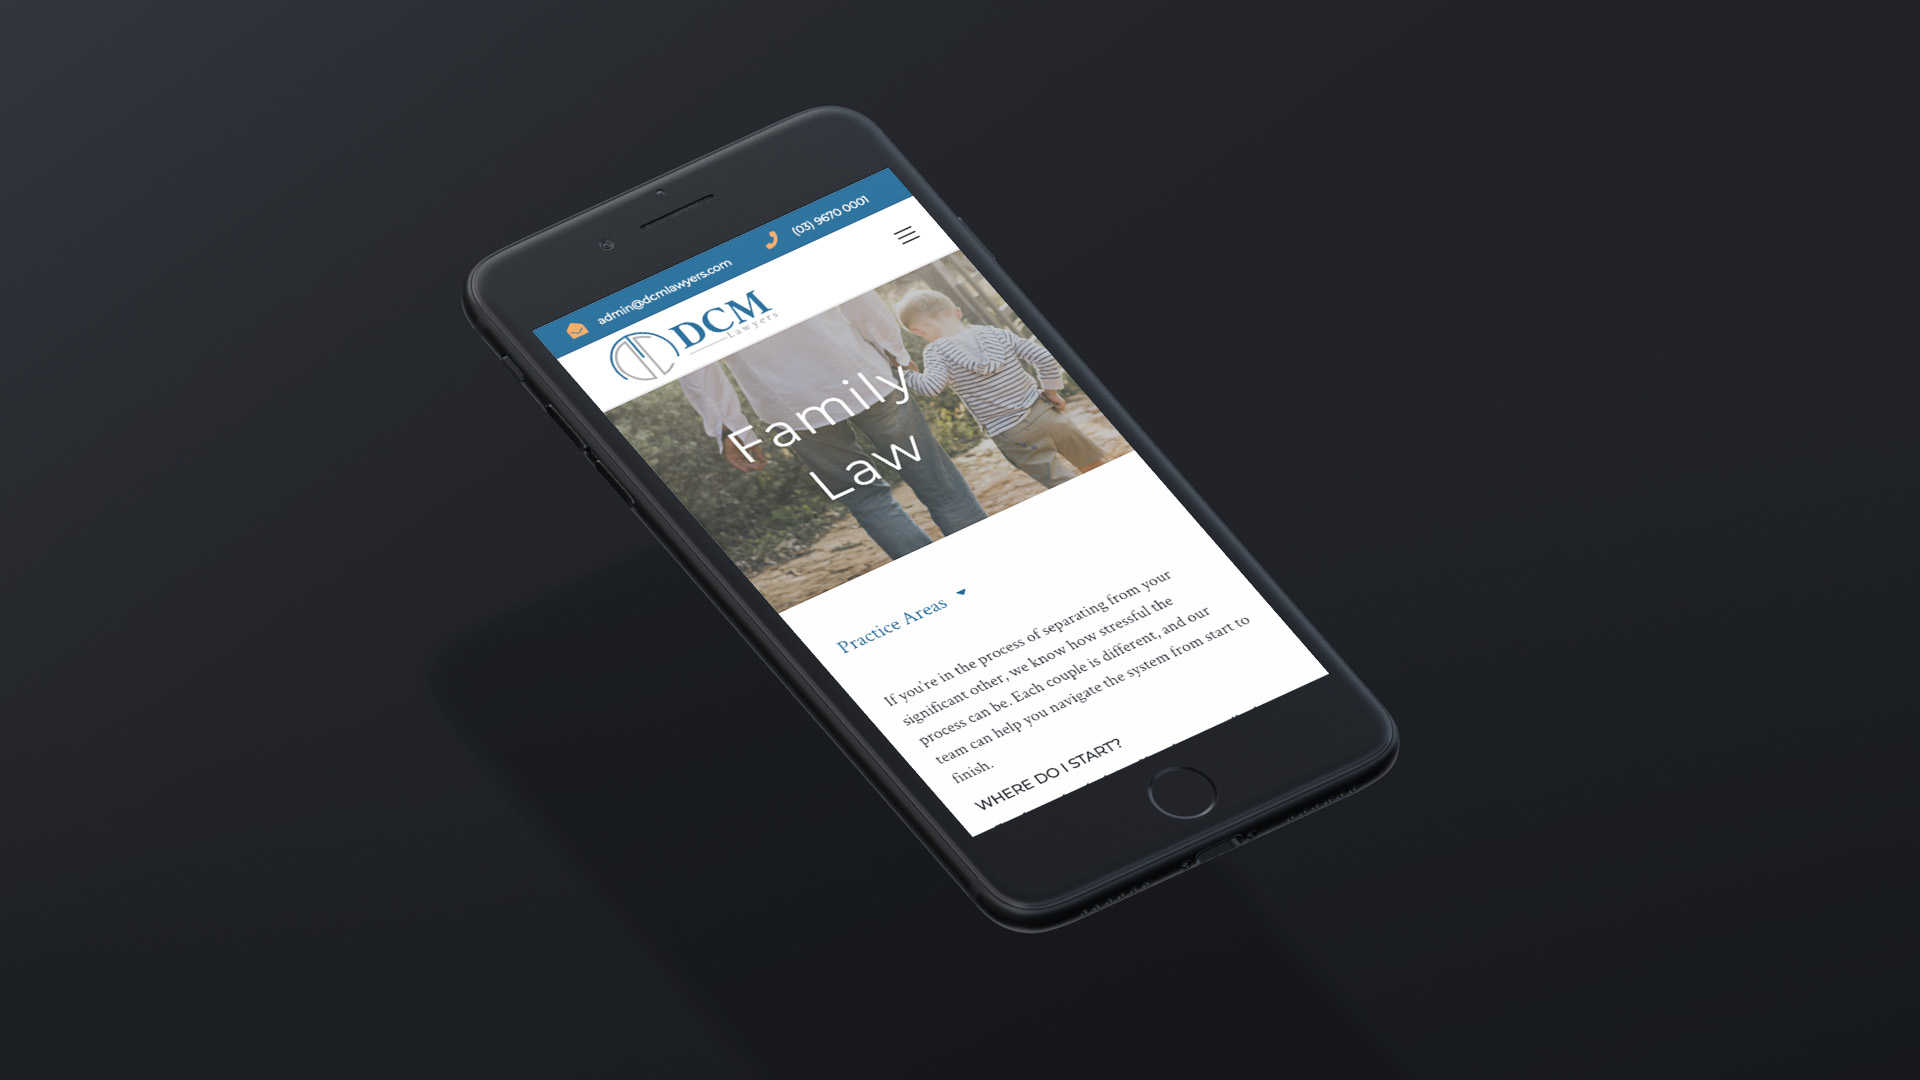 admin@dcmlawyers.com
(03) 9670 0001
DCM
Lawyers
Family
Law
Practice Areas
If you're in the process of separating from your
significant other, we know how stressful the
process can be. Each couple is different, and our
team can help you navigate the system from start to
finish.
WHERE DO I START?